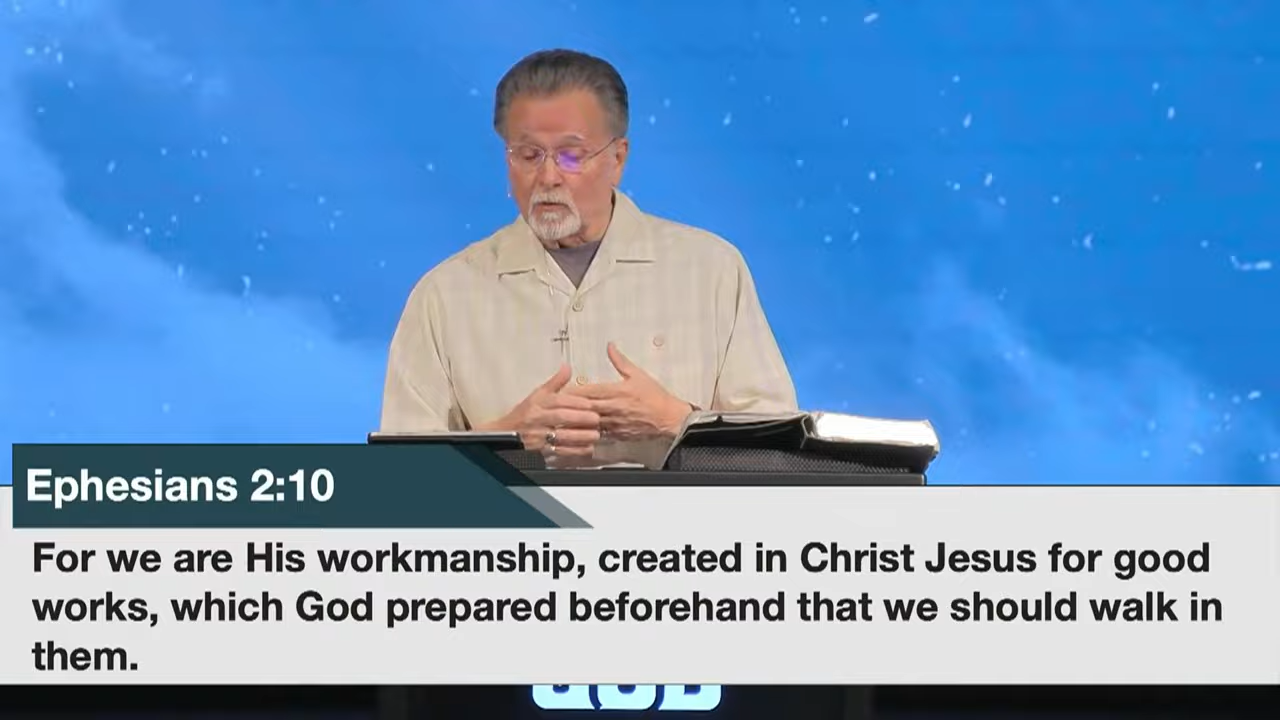 Ephesians 2:10
For we are His workmanship, created in Christ Jesus for good
works, which God prepared beforehand that we should walk in
them.
GOD